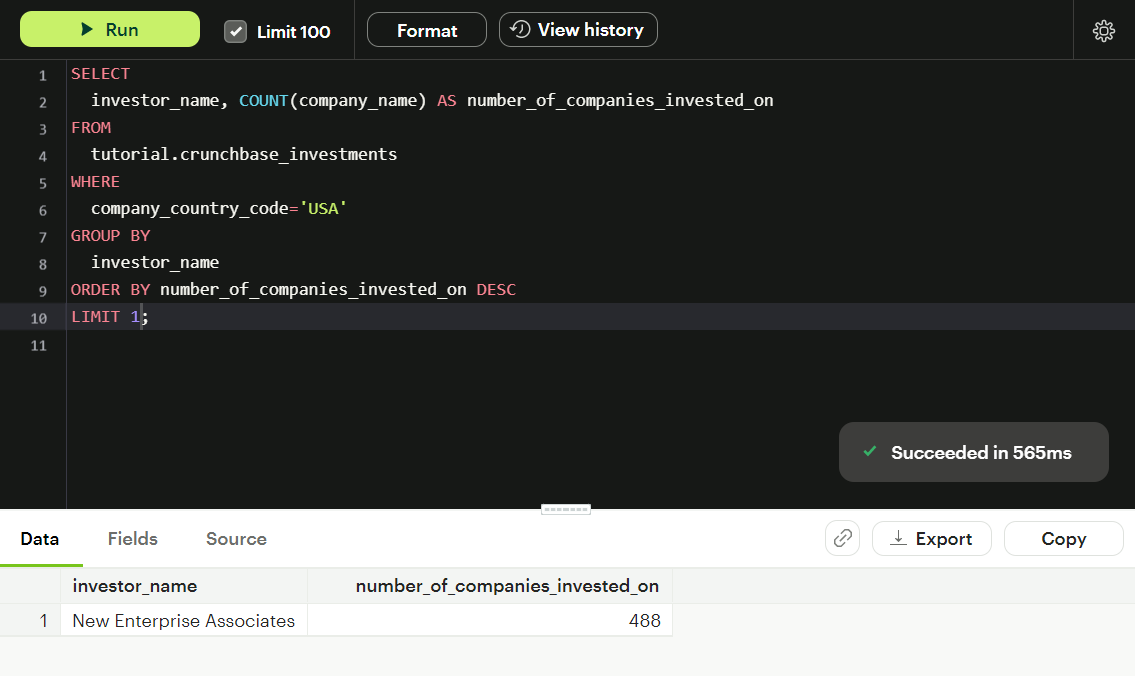 Run Limit 100 Format View history
1 SELECT
2 investor_name, COUNT(company_name) AS number_of_companies_invested_on
3 FROM
4 tutorial.crunchbase_investments
5 WHERE
6 company_country_code='USA'
7 GROUP BY
8 investor_name
9 ORDER BY number_of_companies_invested_on DESC
10 LIMIT 1;
11
Succeeded in 565ms
Data Fields Source Export Copy
investor_name number_of_companies_invested_on
1 New Enterprise Associates 488